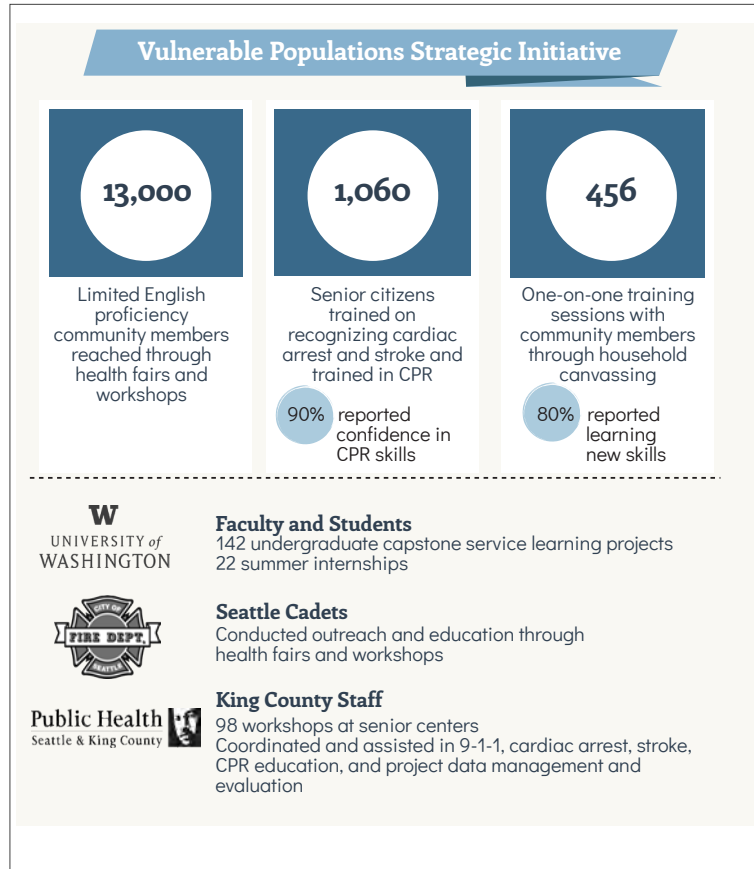 Vulnerable Populations Strategic Initiative
13,000
Limited English
proficiency
community members
reached through
health fairs and
workshops
1,060
Senior citizens
trained on
recognizing cardiac
arrest and stroke and
trained in CPR
90% reported
confidence in
CPR skills
456
One-on-one training
sessions with
community members
through household
canvassing
80% reported
learning
new skills
W
UNIVERSITY of
WASHINGTON
Faculty and Students
142 undergraduate capstone service learning projects
22 summer internships
CITY OF
FIRE DEPT.
SEATTLE
Seattle Cadets
Conducted outreach and education through
health fairs and workshops
Public Health
Seattle & King County
King County Staff
98 workshops at senior centers
Coordinated and assisted in 9-1-1, cardiac arrest, stroke,
CPR education, and project data management and
evaluation